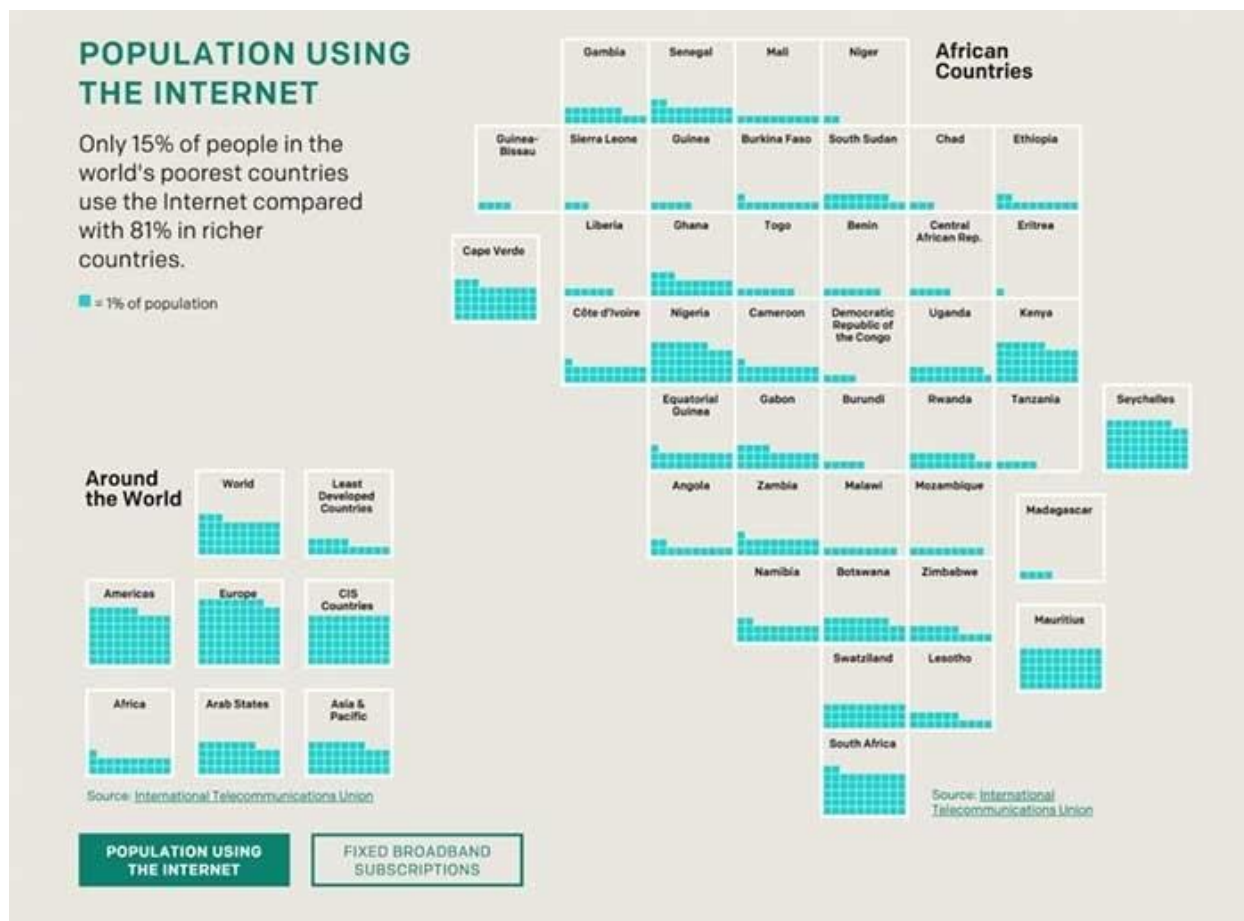 POPULATION USING
THE INTERNET
Only 15% of people in the
world's poorest countries
use the Internet compared
with 81% in richer
countries.
= 1% of population
African
Countries
Gambia
Senegal
Mali
Niger
Guinea-
Bissau
Sierra Leone
Guinea
Burkina Faso
South Sudan
Chad
Ethiopia
Cape Verde
Liberia
Ghana
Togo
Benin
Central
African Rep.
Eritrea
Côte d'Ivoire
Nigeria
Cameroon
Democratic
Republic of
the Congo
Uganda
Kenya
Equatorial
Guinea
Gabon
Burundi
Rwanda
Tanzania
Seychelles
Angola
Zambia
Malawi
Mozambique
Madagascar
Namibia
Botswana
Zimbabwe
Mauritius
Swatziland
Lesotho
South Africa
Source: International
Telecommunications Union
Around
the World
World
Least
Developed
Countries
Americas
Europe
CIS
Countries
Africa
Arab States
Asia &
Pacific
Source: International Telecommunications Union
POPULATION USING
THE INTERNET
FIXED BROADBAND
SUBSCRIPTIONS